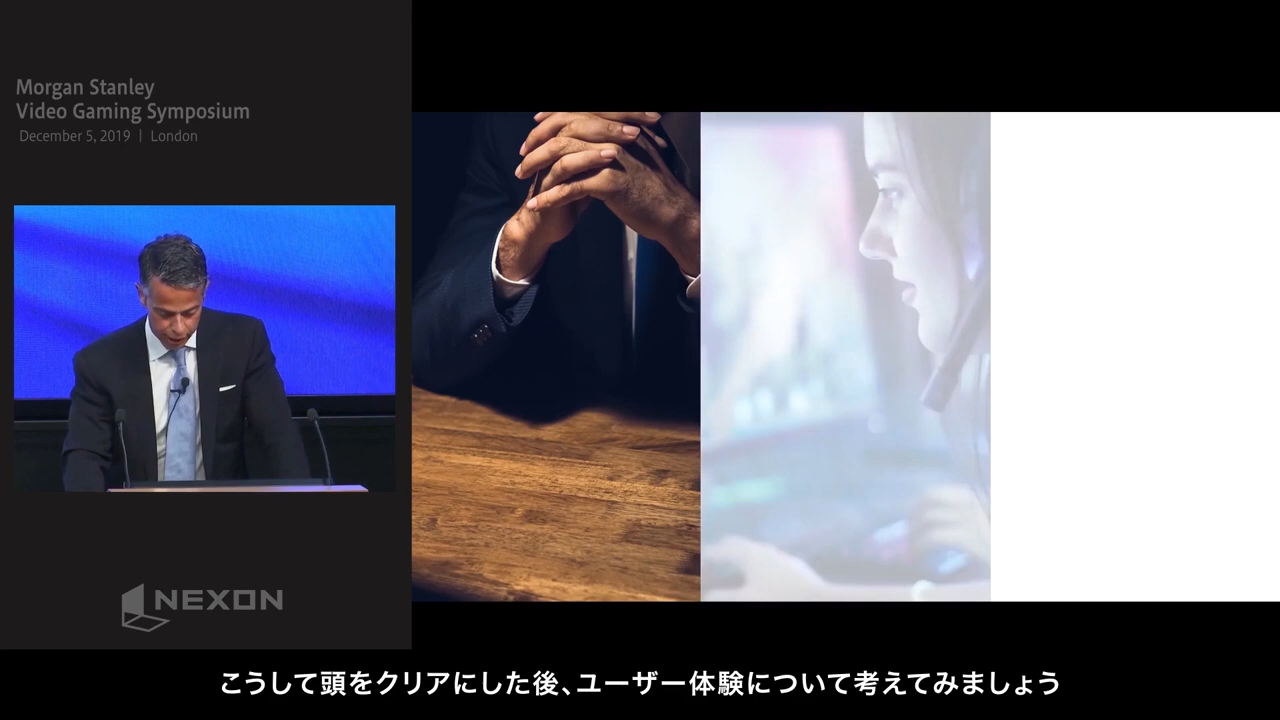 Morgan Stanley
Video Gaming Symposium
December 5, 2019 | London
NEXON
こうして頭をクリアにした後、ユーザー体験について考えてみましょう